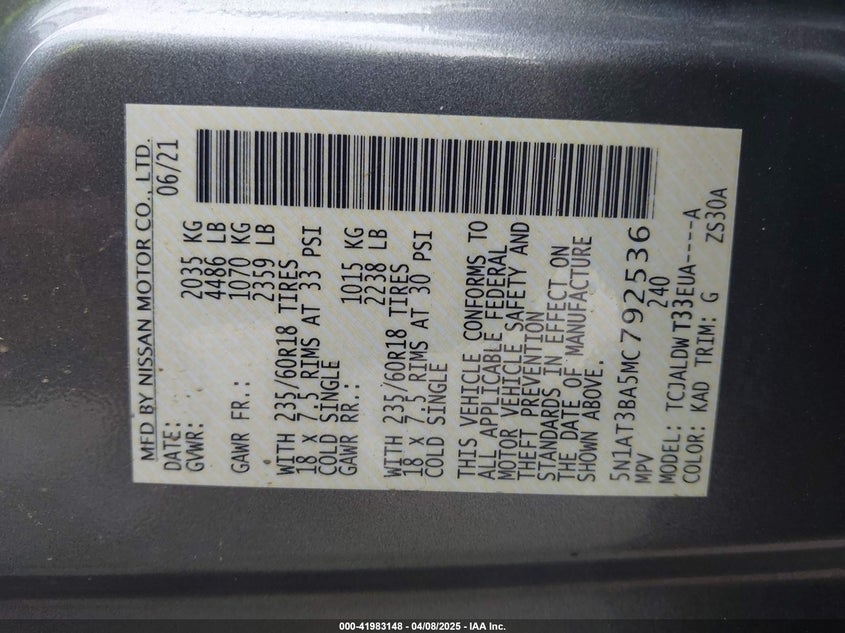 MFD BY NISSAN MOTOR CO., LTD.
DATE: 06/21
GVWR: 2035 KG
4486 LB
GAWR FR.: 1070 KG
2359 LB
WITH 235/60R18 TIRES
18 X 7.5 RIMS AT 33 PSI
COLD SINGLE
GAWR RR.: 1015 KG
2238 LB
WITH 235/60R18 TIRES
18 X 7.5 RIMS AT 30 PSI
COLD SINGLE
THIS VEHICLE CONFORMS TO
ALL APPLICABLE FEDERAL
MOTOR VEHICLE SAFETY AND
THEFT PREVENTION
STANDARDS IN EFFECT ON
THE DATE OF MANUFACTURE
SHOWN ABOVE.
5N1AT3BA5MC792536
MPV 240
MODEL: TCJALDWT33EUA----A
COLOR: KAD TRIM: G ZS30A
000-41983148 - 04/08/2025 - IAA Inc.